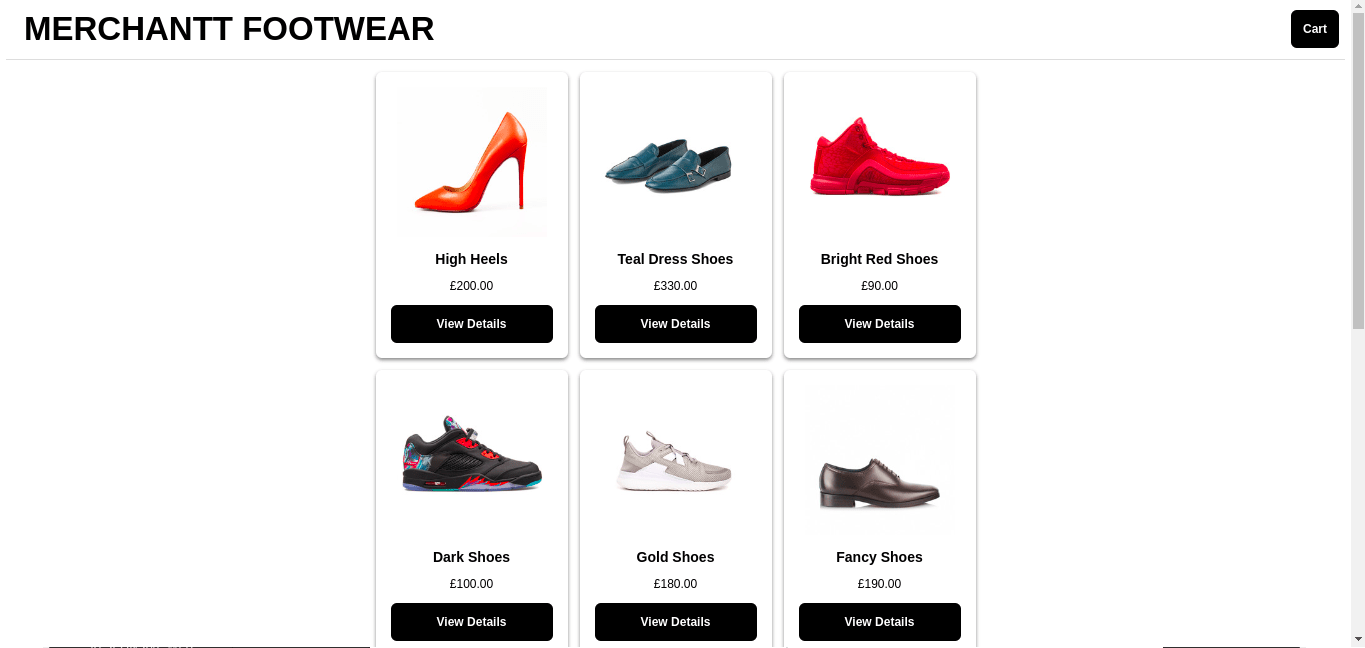 MERCHANTT FOOTWEAR
Cart
High Heels
Teal Dress Shoes
Bright Red Shoes
£200.00
£330.00
£90.00
View Details
View Details
View Details
Dark Shoes
Gold Shoes
Fancy Shoes
£100.00
£180.00
£190.00
View Details
View Details
View Details